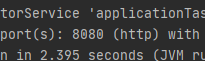 torService 'applicationTas
port(s): 8080 (http) with
n in 2.395 seconds (JVM ru